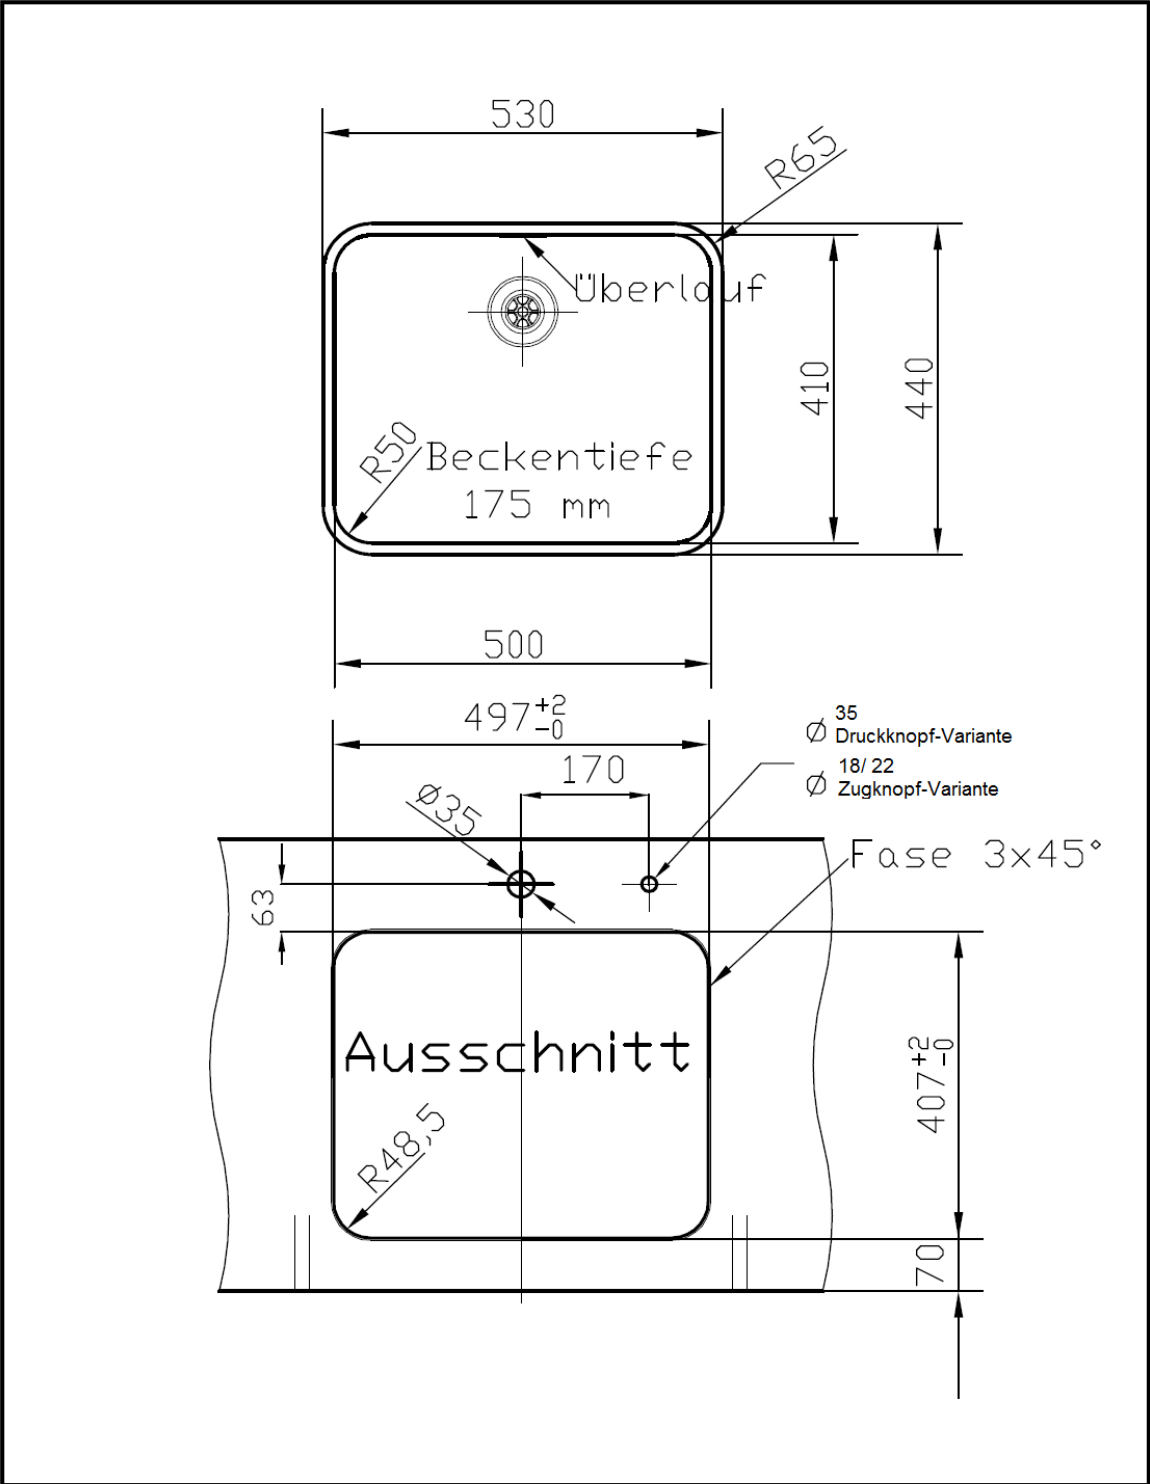 530
R65
Überlauf
410
440
R50
Beckentiefe
175 mm
500
497+2-0
35
Ø Druckknopf-Variante
170
18/ 22
Ø Zugknopf-Variante
Ø35
Fase 3x45°
63
Ausschnitt
407+2-0
R48,5
70